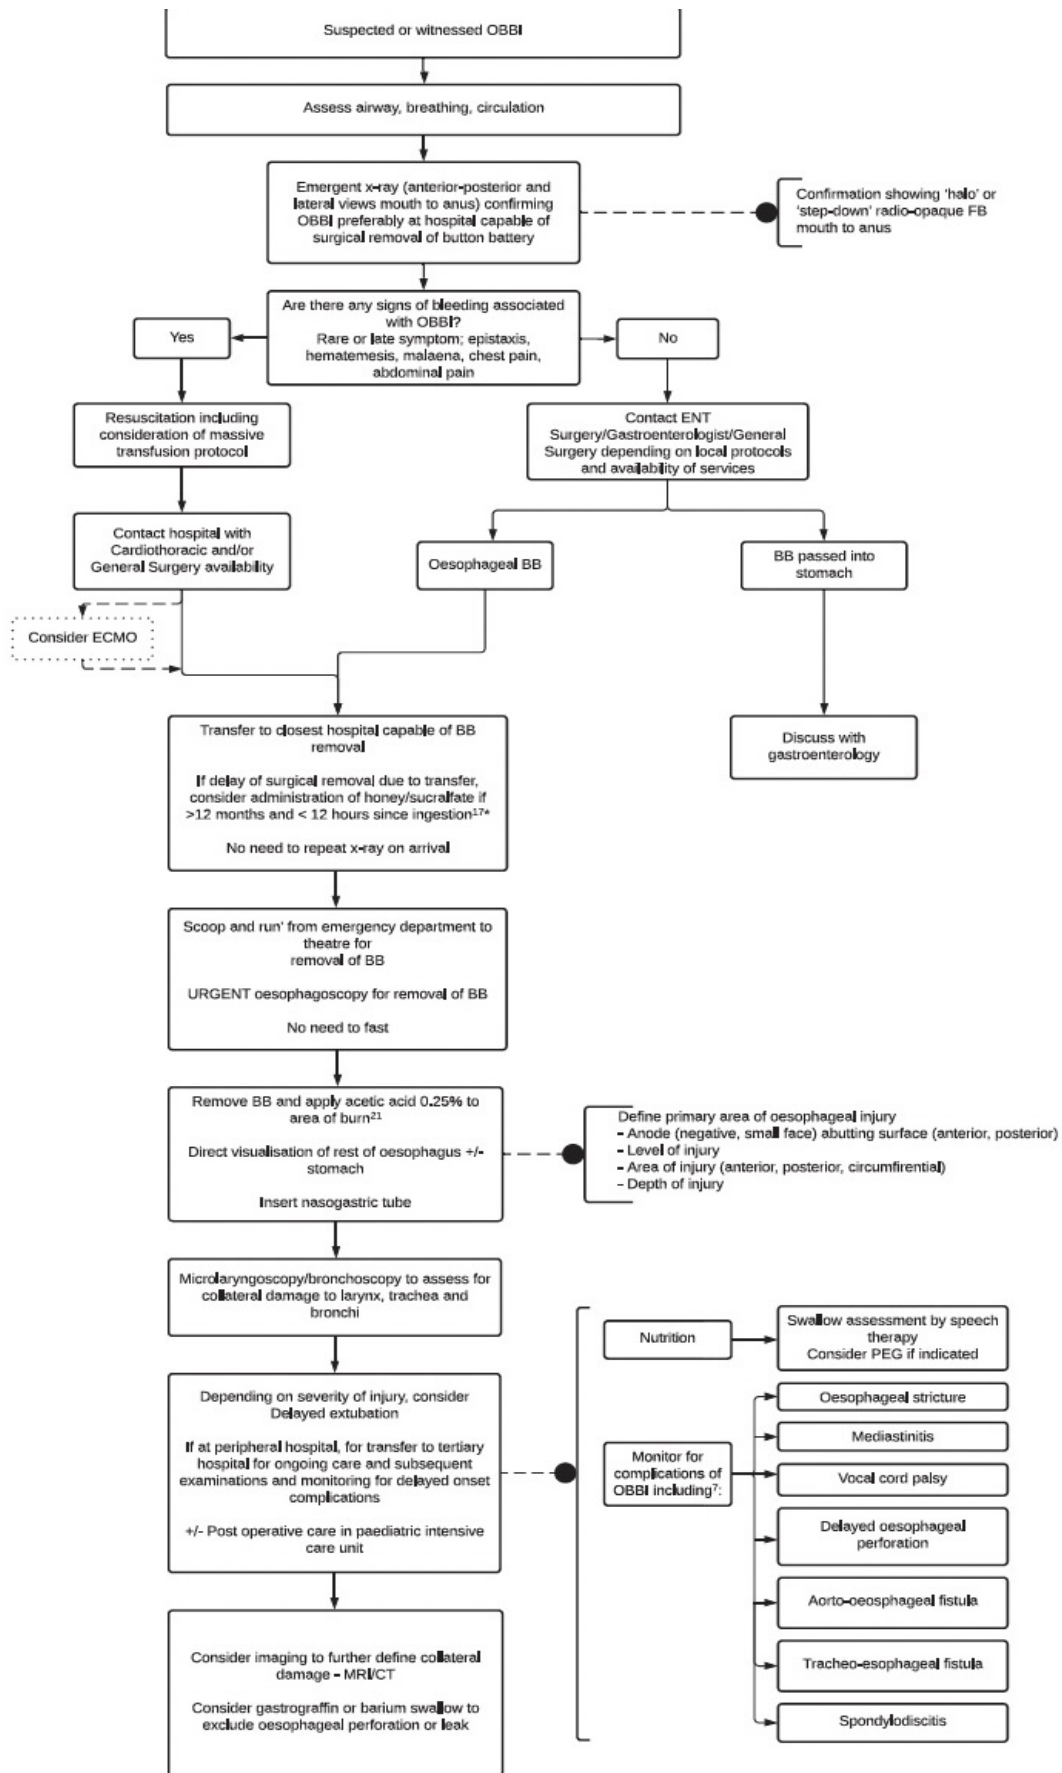 Suspected or witnessed OBBI
Assess airway, breathing, circulation
Emergent x-ray (anterior-posterior and
lateral views mouth to anus) confirming
OBBI preferably at hospital capable of
surgical removal of button battery
Confirmation showing 'halo' or
'step-down' radio-opaque FB
mouth to anus
Are there any signs of bleeding associated
with OBBI?
Rare or late symptom; epistaxis,
hematemesis, malaena, chest pain,
abdominal pain
Yes
No
Resuscitation including
consideration of massive
transfusion protocol
Contact ENT
Surgery/Gastroenterologist/General
Surgery depending on local protocols
and availability of services
Contact hospital with
Cardiothoracic and/or
General Surgery availability
Oesophageal BB
BB passed into
stomach
Consider ECMO
Transfer to closest hospital capable of BB
removal
If delay of surgical removal due to transfer,
consider administration of honey/sucralfate if
>12 months and < 12 hours since ingestion17*
No need to repeat x-ray on arrival
Discuss with
gastroenterology
Scoop and run' from emergency department to
theatre for
removal of BB
URGENT oesophagoscopy for removal of BB
No need to fast
Remove BB and apply acetic acid 0.25% to
area of burn21
Direct visualisation of rest of oesophagus +/-
stomach
Insert nasogastric tube
Define primary area of oesophageal injury
- Anode (negative, small face) abutting surface (anterior, posterior)
- Level of injury
- Area of injury (anterior, posterior, circumfirential)
- Depth of injury
Microlaryngoscopy/bronchoscopy to assess for
collateral damage to larynx, trachea and
bronchi
Depending on severity of injury, consider
Delayed extubation
If at peripheral hospital, for transfer to tertiary
hospital for ongoing care and subsequent
examinations and monitoring for delayed onset
complications
+/- Post operative care in paediatric intensive
care unit
Nutrition
Swallow assessment by speech
therapy
Consider PEG if indicated
Monitor for
complications of
OBBI including7:
Oesophageal stricture
Mediastinitis
Vocal cord palsy
Delayed oesophageal
perforation
Aorto-oeosphageal fistula
Tracheo-esophageal fistula
Spondylodiscitis
Consider imaging to further define collateral
damage - MRI/CT
Consider gastrograffin or barium swallow to
exclude oesophageal perforation or leak